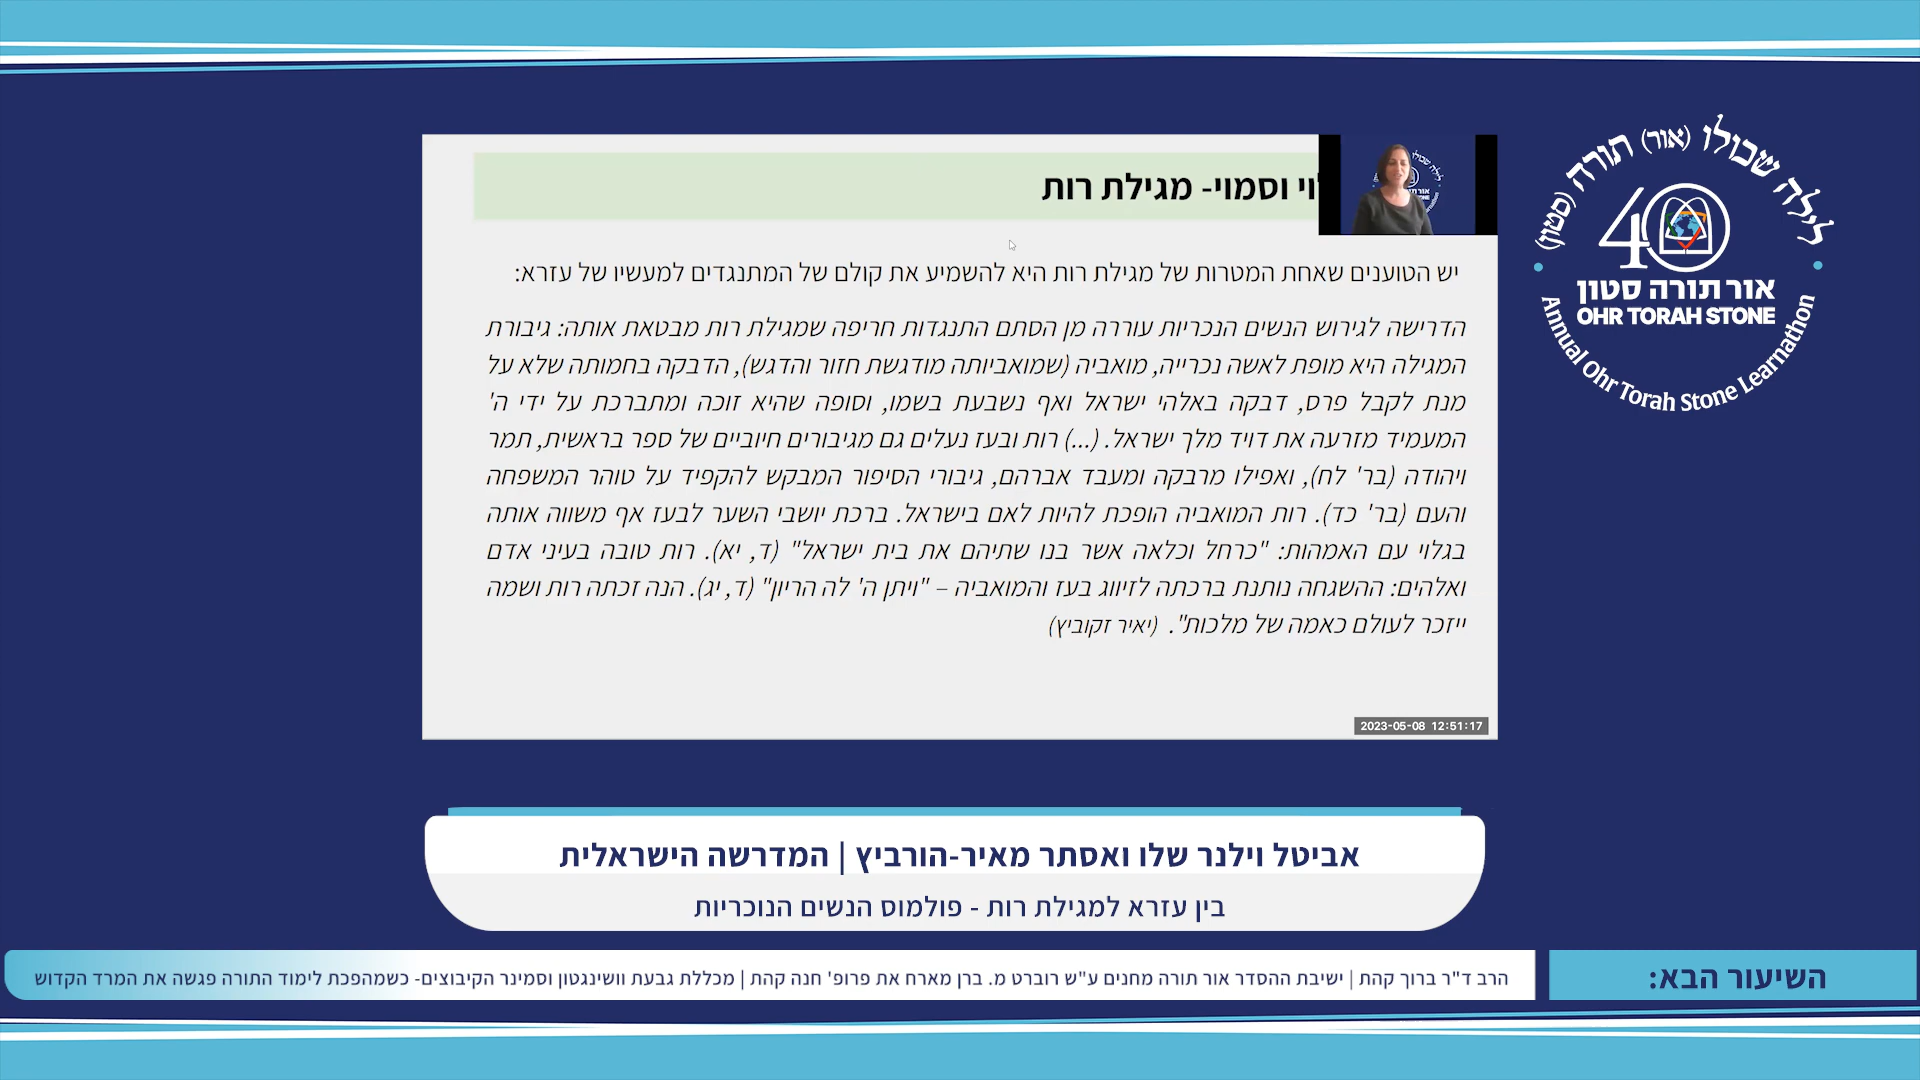 וסמוי- מגילת רות
יש הטוענים שאחת המטרות של מגילת רות היא להשמיע את קולם של המתנגדים למעשיו של עזרא:
הדרישה לגירוש הנשים הנכריות עוררה מן הסתם התנגדות חריפה שמגילת רות מבטאת אותה: גיבורת
המגילה היא מופת לאשה נכרייה, מואביה (שמואביותה מודגשת חזור והדגש), הדבקה בחמותה שלא על
מנת לקבל פרס, דבקה באלהי ישראל ואף נשבעת בשמו, וסופה שהיא זוכה ומתברכת על ידי ה'
המעמיד מזרעה את דויד מלך ישראל. (...) רות ובעז נעלים גם מגיבורים חיוביים של ספר בראשית, תמר
ויהודה (בר' לח), ואפילו מרבקה ומעבד אברהם, גיבורי הסיפור המבקש להקפיד על טוהר המשפחה
והעם (בר' כד). רות המואביה הופכת להיות לאם בישראל. ברכת יושבי השער לבעז אף משווה אותה
בגלוי עם האמהות: "כרחל וכלאה אשר בנו שתיהם את בית ישראל" (ד, יא). רות טובה בעיני אדם
ואלהים: ההשגחה נותנת ברכתה לזיווג בעז והמואביה – "ויתן ה' לה הריון" (ד, יג). הנה זכתה רות ושמה
ייזכר לעולם כאמה של מלכות". (יאיר זקוביץ)
2023-05-08 12:51:17
לילה שכולו (אור) תורה (סטון)
40
אור תורה סטון
OHR TORAH STONE
Annual Ohr Torah Stone Learnathon
אביטל וילנר שלו ואסתר מאיר-הורביץ | המדרשה הישראלית
בין עזרא למגילת רות - פולמוס הנשים הנוכריות
השיעור הבא:
הרב ד"ר ברוך קהת | ישיבת ההסדר אור תורה מחנים ע"ש רוברט מ. ברן מארח את פרופ' חנה קהת | מכללת גבעת וושינגטון וסמינר הקיבוצים- כשמהפכת לימוד התורה פגשה את המרד הקדוש